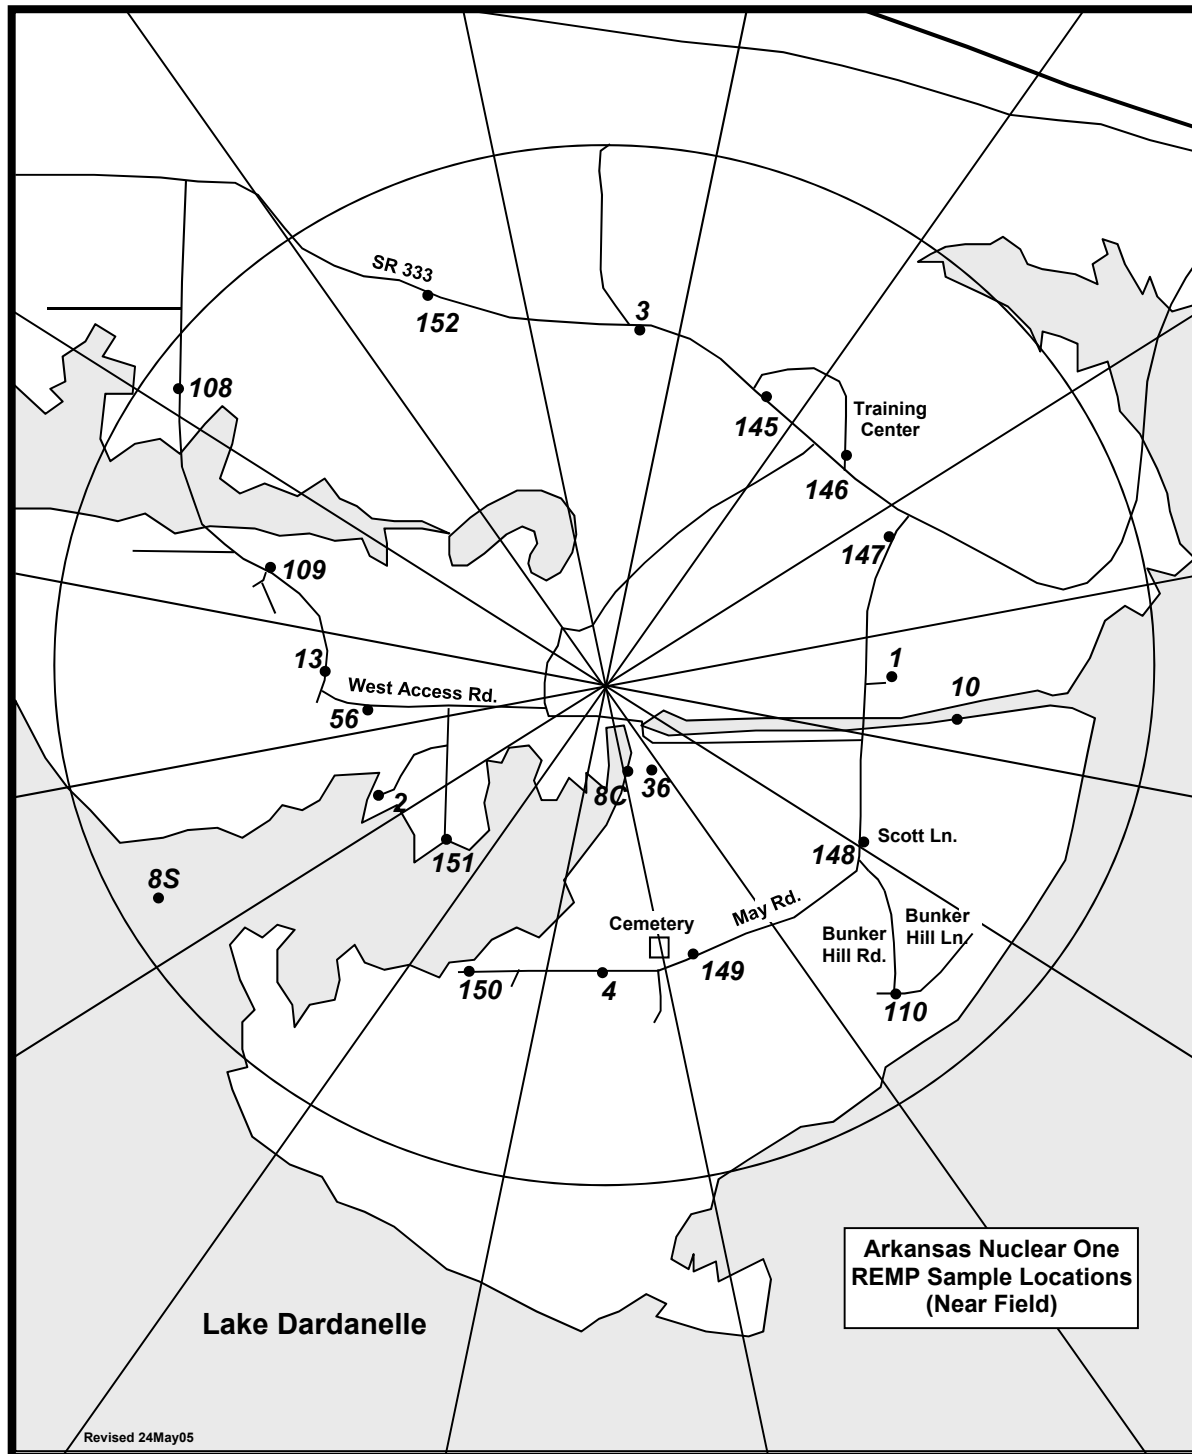 SR 333
152
3
108
145
Training
Center
146
147
109
13
West Access Rd.
56
1
10
2
8C
36
151
148
Scott Ln.
8S
May Rd.
Cemetery
Bunker
Hill Ln.
Bunker
Hill Rd.
149
150
4
110
Arkansas Nuclear One
REMP Sample Locations
(Near Field)
Lake Dardanelle
Revised 24May05